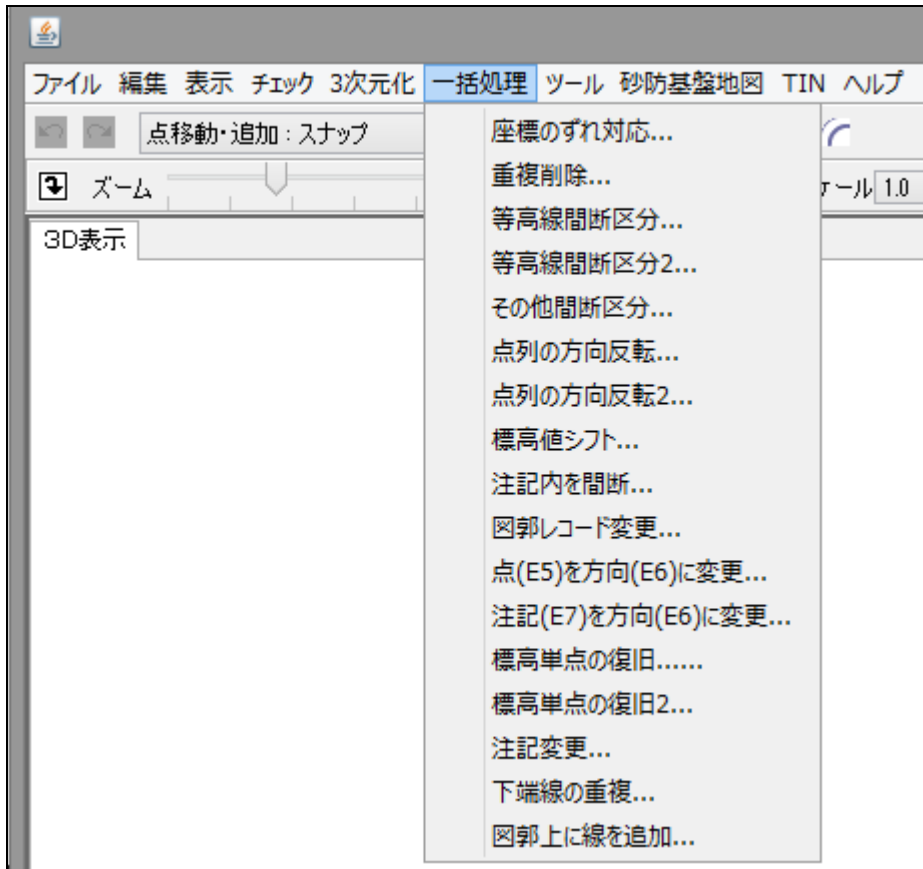 ファイル 編集 表示 チェック 3次元化 一括処理 ツール 砂防基盤地図 TIN ヘルプ
点移動・追加:スナップ
ズーム ケール 1.0
3D表示
座標のずれ対応...
重複削除...
等高線間断区分...
等高線間断区分2...
その他間断区分...
点列の方向反転...
点列の方向反転2...
標高値シフト...
注記内を間断...
図郭レコード変更...
点(E5)を方向(E6)に変更...
注記(E7)を方向(E6)に変更...
標高単点の復旧......
標高単点の復旧2...
注記変更...
下端線の重複...
図郭上に線を追加...